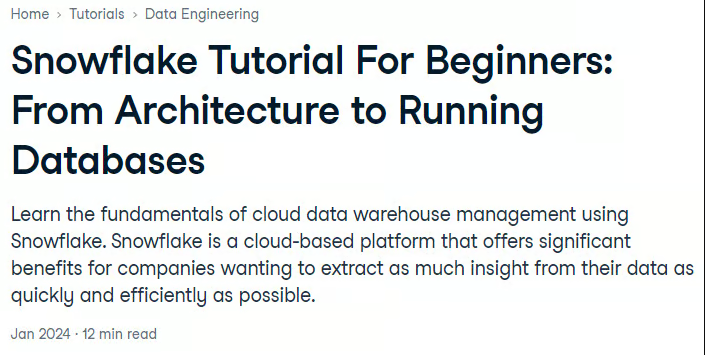 Home › Tutorials › Data Engineering
Snowflake Tutorial For Beginners:
From Architecture to Running
Databases
Learn the fundamentals of cloud data warehouse management using
Snowflake. Snowflake is a cloud-based platform that offers significant
benefits for companies wanting to extract as much insight from their data as
quickly and efficiently as possible.
Jan 2024 · 12 min read